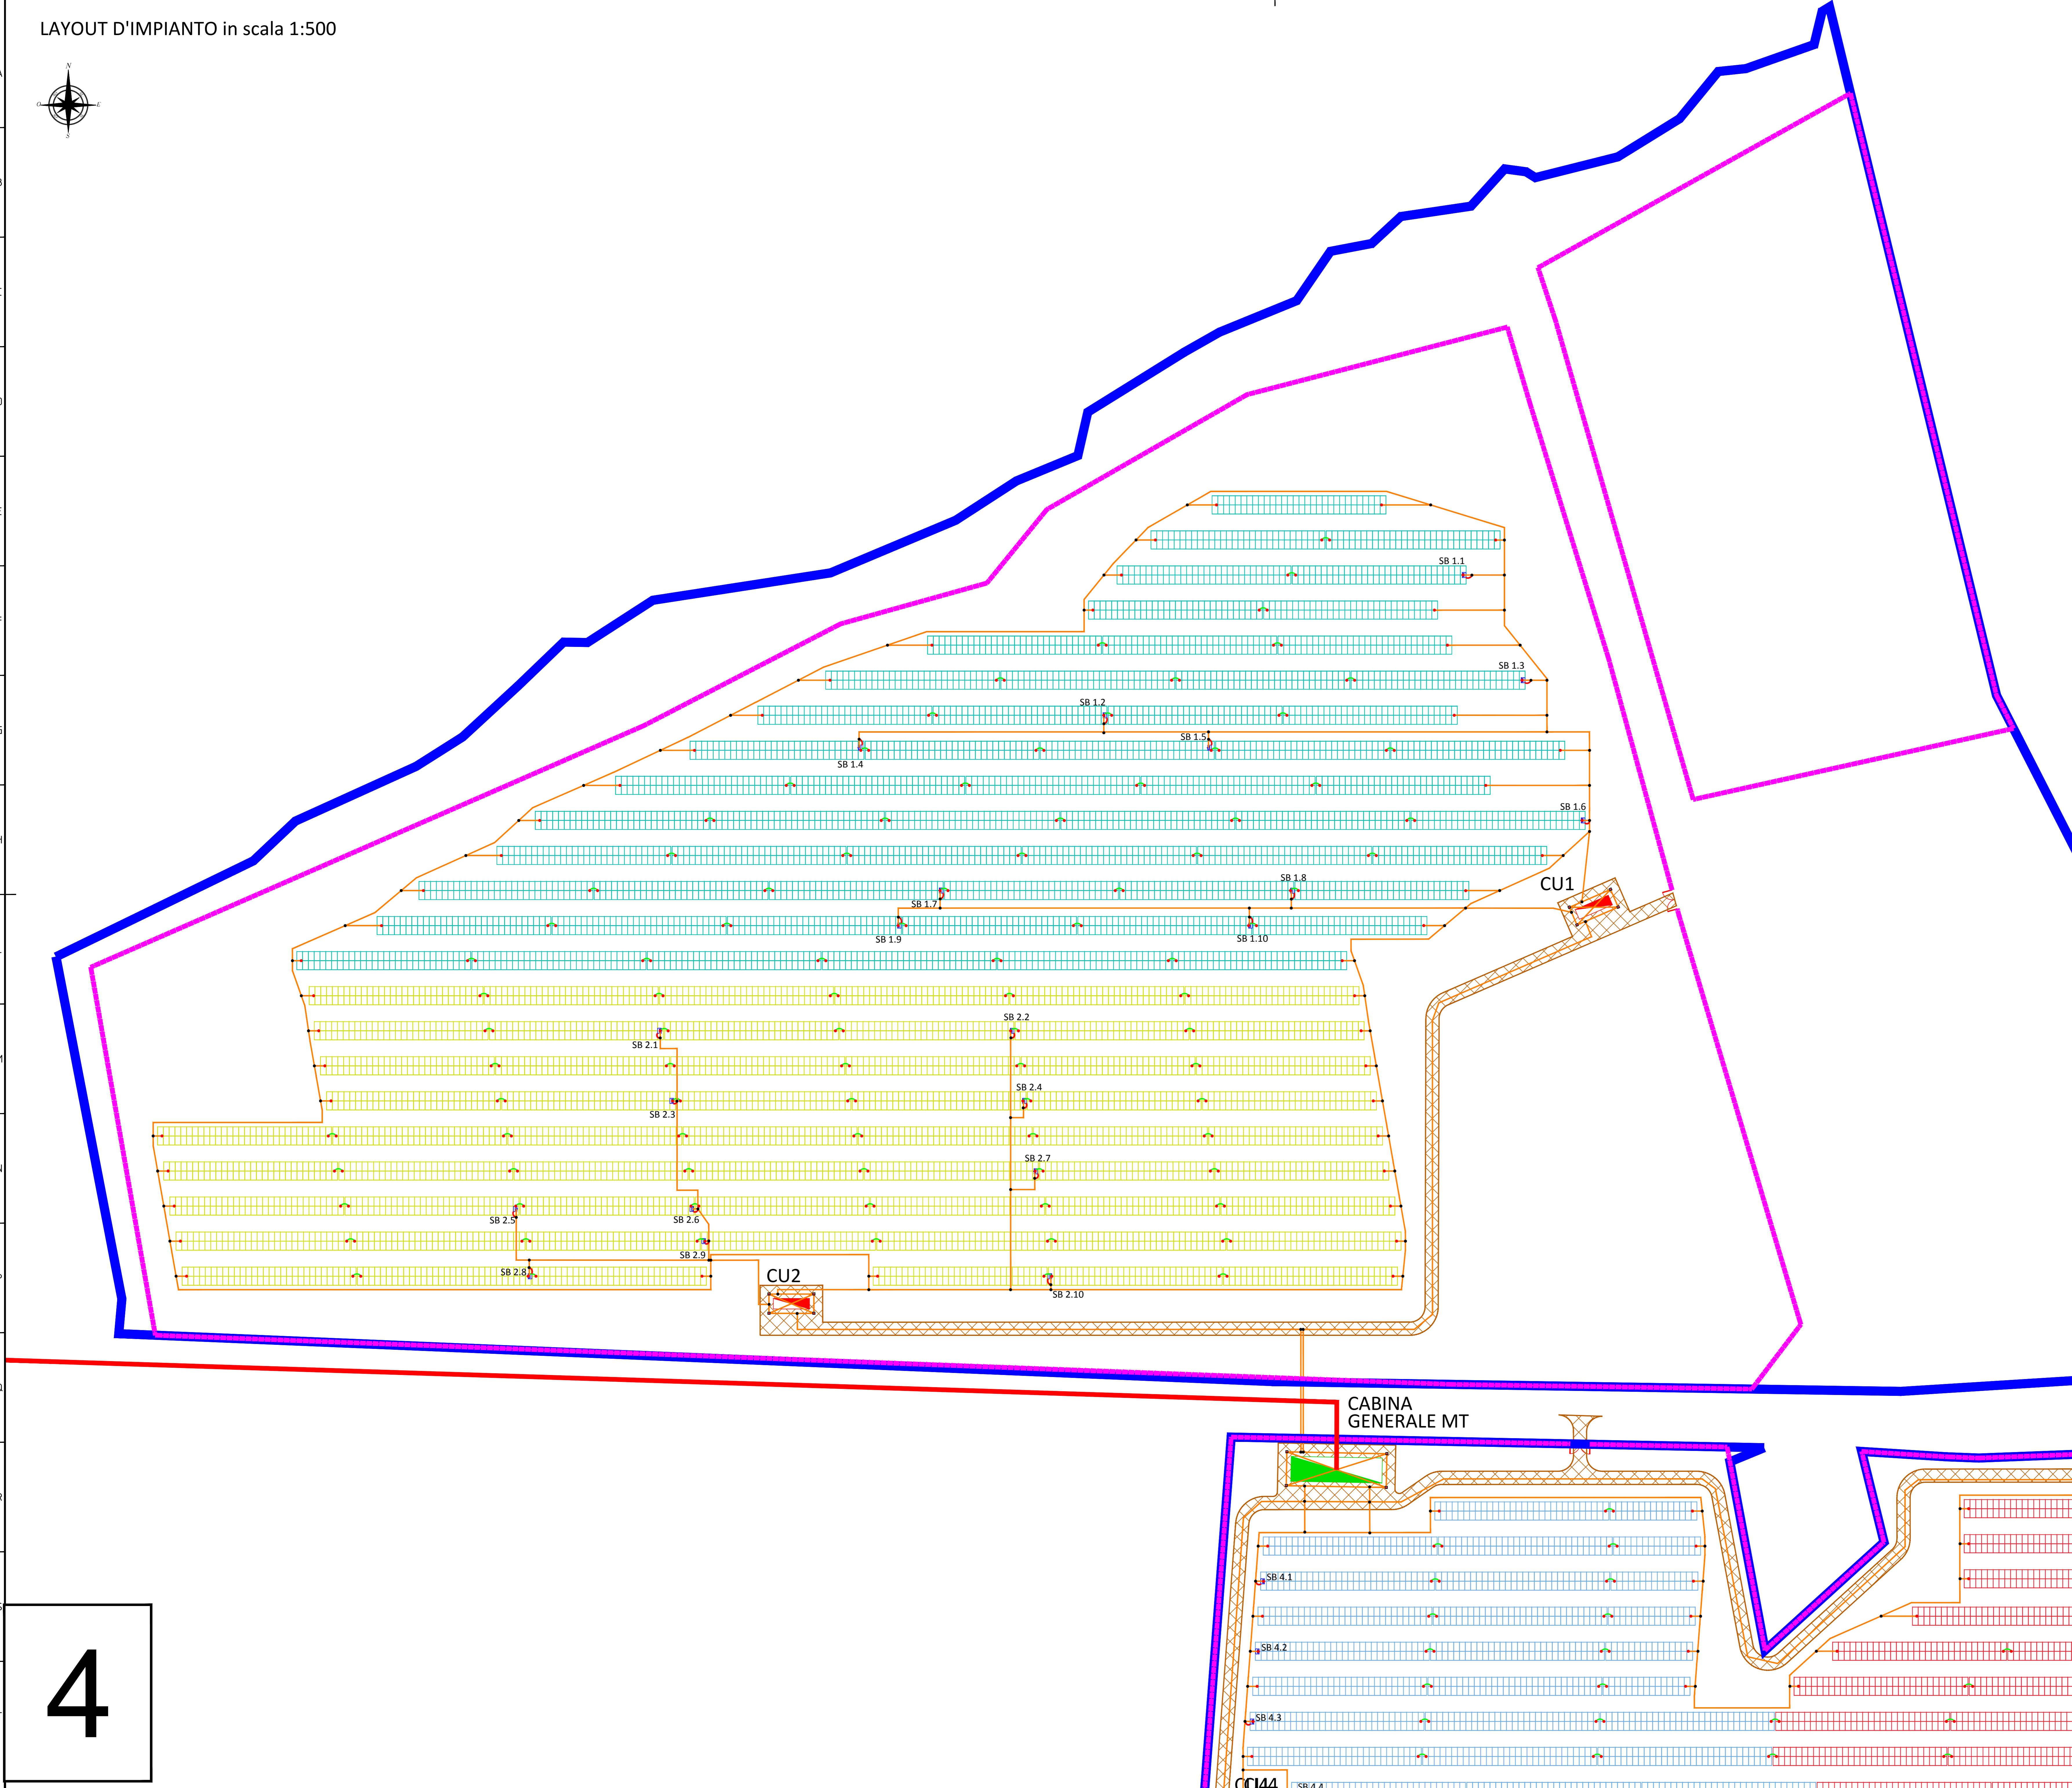 LAYOUT D'IMPIANTO in scala 1:500
N
O
E
S
SB 1.1
SB 1.3
SB 1.2
SB 1.5
SB 1.4
SB 1.6
CU1
SB 1.8
SB 1.7
SB 1.9
SB 1.10
SB 2.2
SB 2.1
SB 2.4
SB 2.3
SB 2.7
SB 2.5
SB 2.6
SB 2.9
SB 2.8
CU2
SB 2.10
CABINA
GENERALE MT
SB 4.1
SB 4.2
SB 4.3
SB 4.4
4